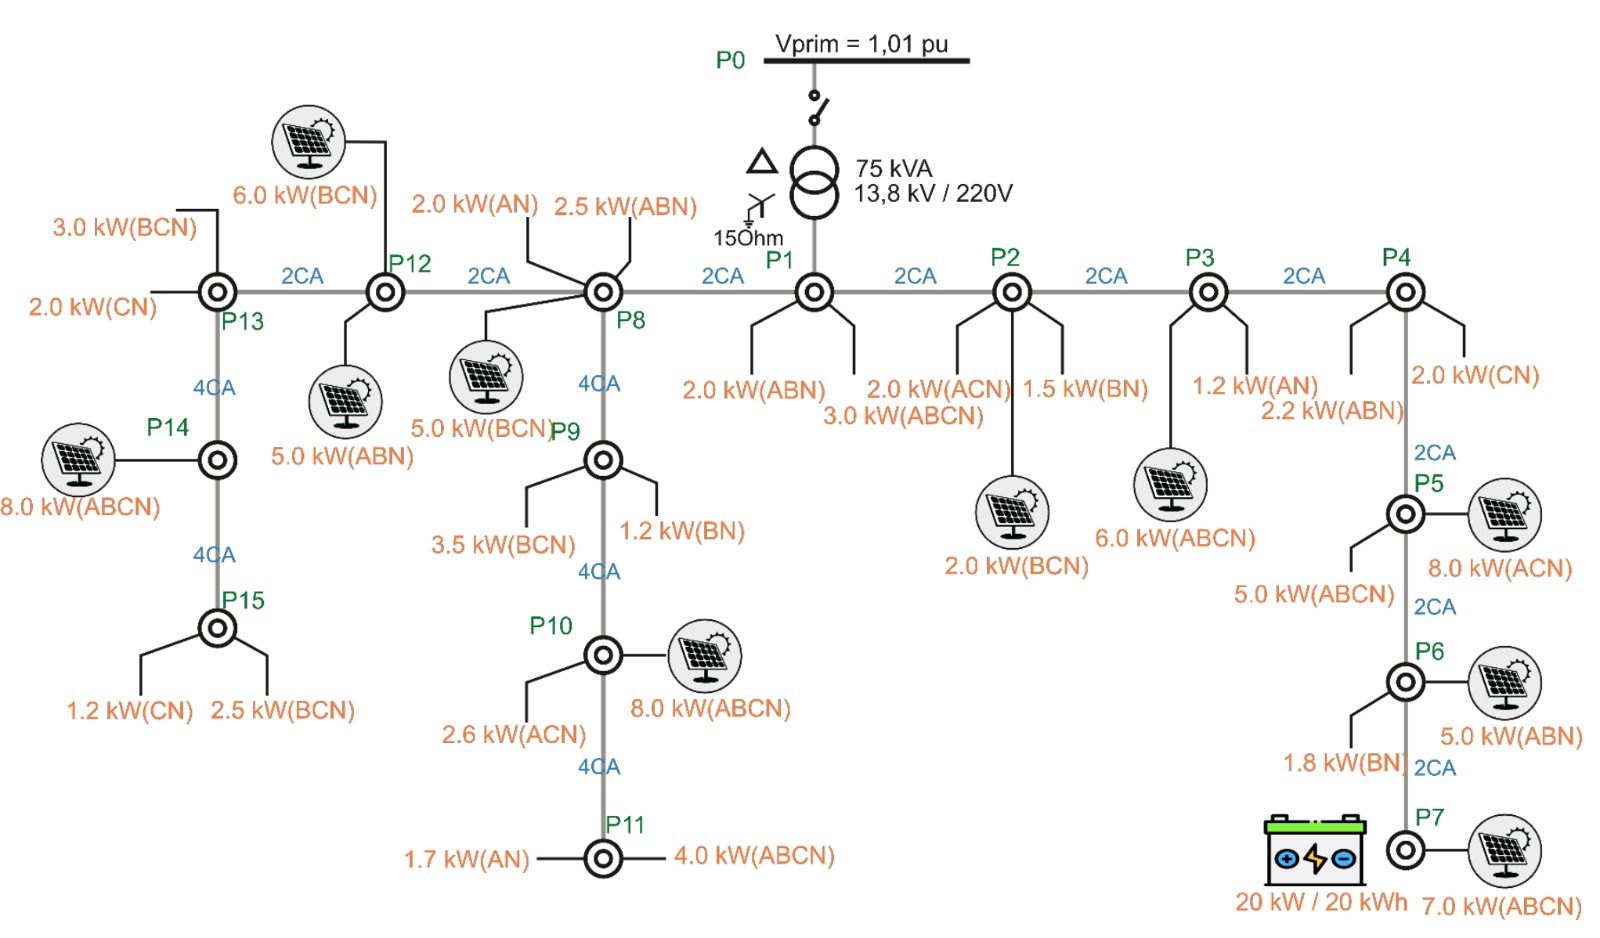 Vprim = 1,01 pu
P0
75 kVA
13,8 kV / 220V
15Ohm
P1
6.0 kW(BCN)
2.0 kW(AN)
2.5 kW(ABN)
3.0 kW(BCN)
P12
P2
P3
P4
2CA
2CA
2CA
2CA
2CA
2CA
2.0 kW(CN)
P13
P8
4CA
4CA
2.0 kW(ABN)
2.0 kW(ACN)
1.5 kW(BN)
1.2 kW(AN)
2.0 kW(CN)
3.0 kW(ABCN)
2.2 kW(ABN)
P14
5.0 kW(ABN)
5.0 kW(BCN)
P9
2CA
P5
8.0 kW(ABCN)
3.5 kW(BCN)
1.2 kW(BN)
2.0 kW(BCN)
6.0 kW(ABCN)
5.0 kW(ABCN)
8.0 kW(ACN)
4CA
4CA
2CA
P15
P10
P6
1.2 kW(CN)
2.5 kW(BCN)
2.6 kW(ACN)
8.0 kW(ABCN)
1.8 kW(BN)
5.0 kW(ABN)
4CA
2CA
P11
P7
1.7 kW(AN)
4.0 kW(ABCN)
20 kW / 20 kWh
7.0 kW(ABCN)